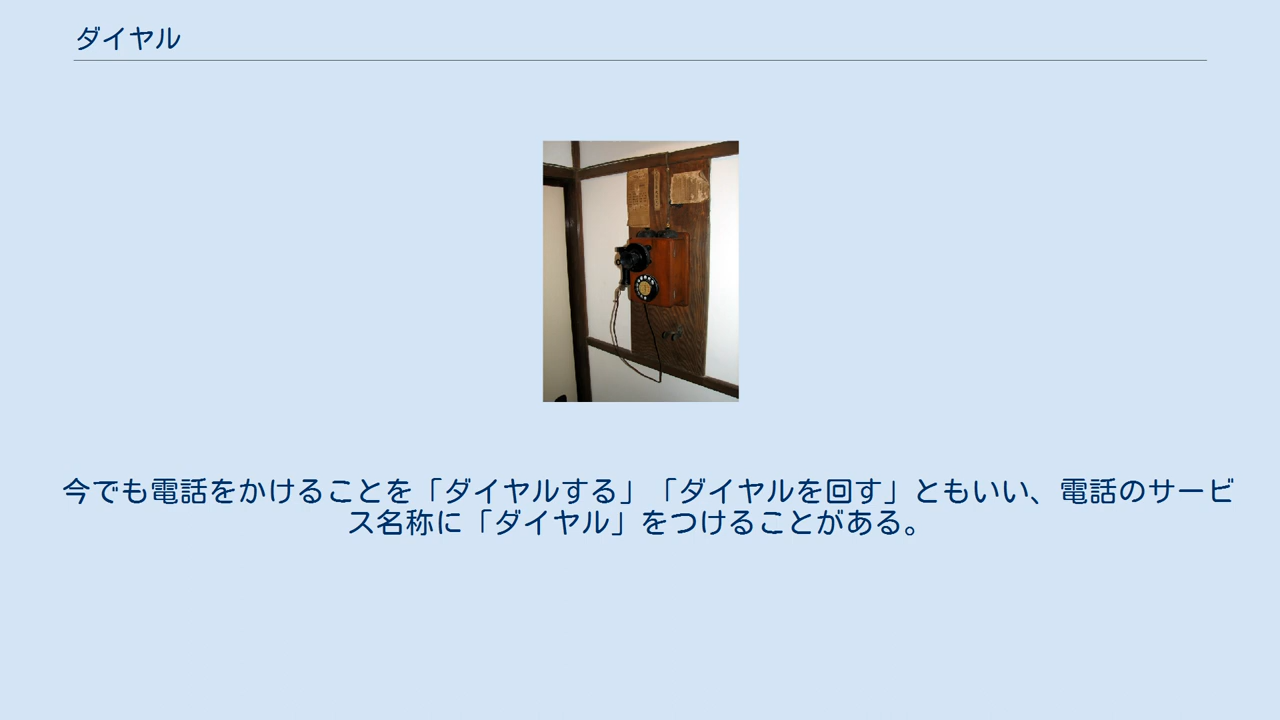 ダイヤル
今でも電話をかけることを「ダイヤルする」「ダイヤルを回す」ともいい、電話のサービ
ス名称に「ダイヤル」をつけることがある。